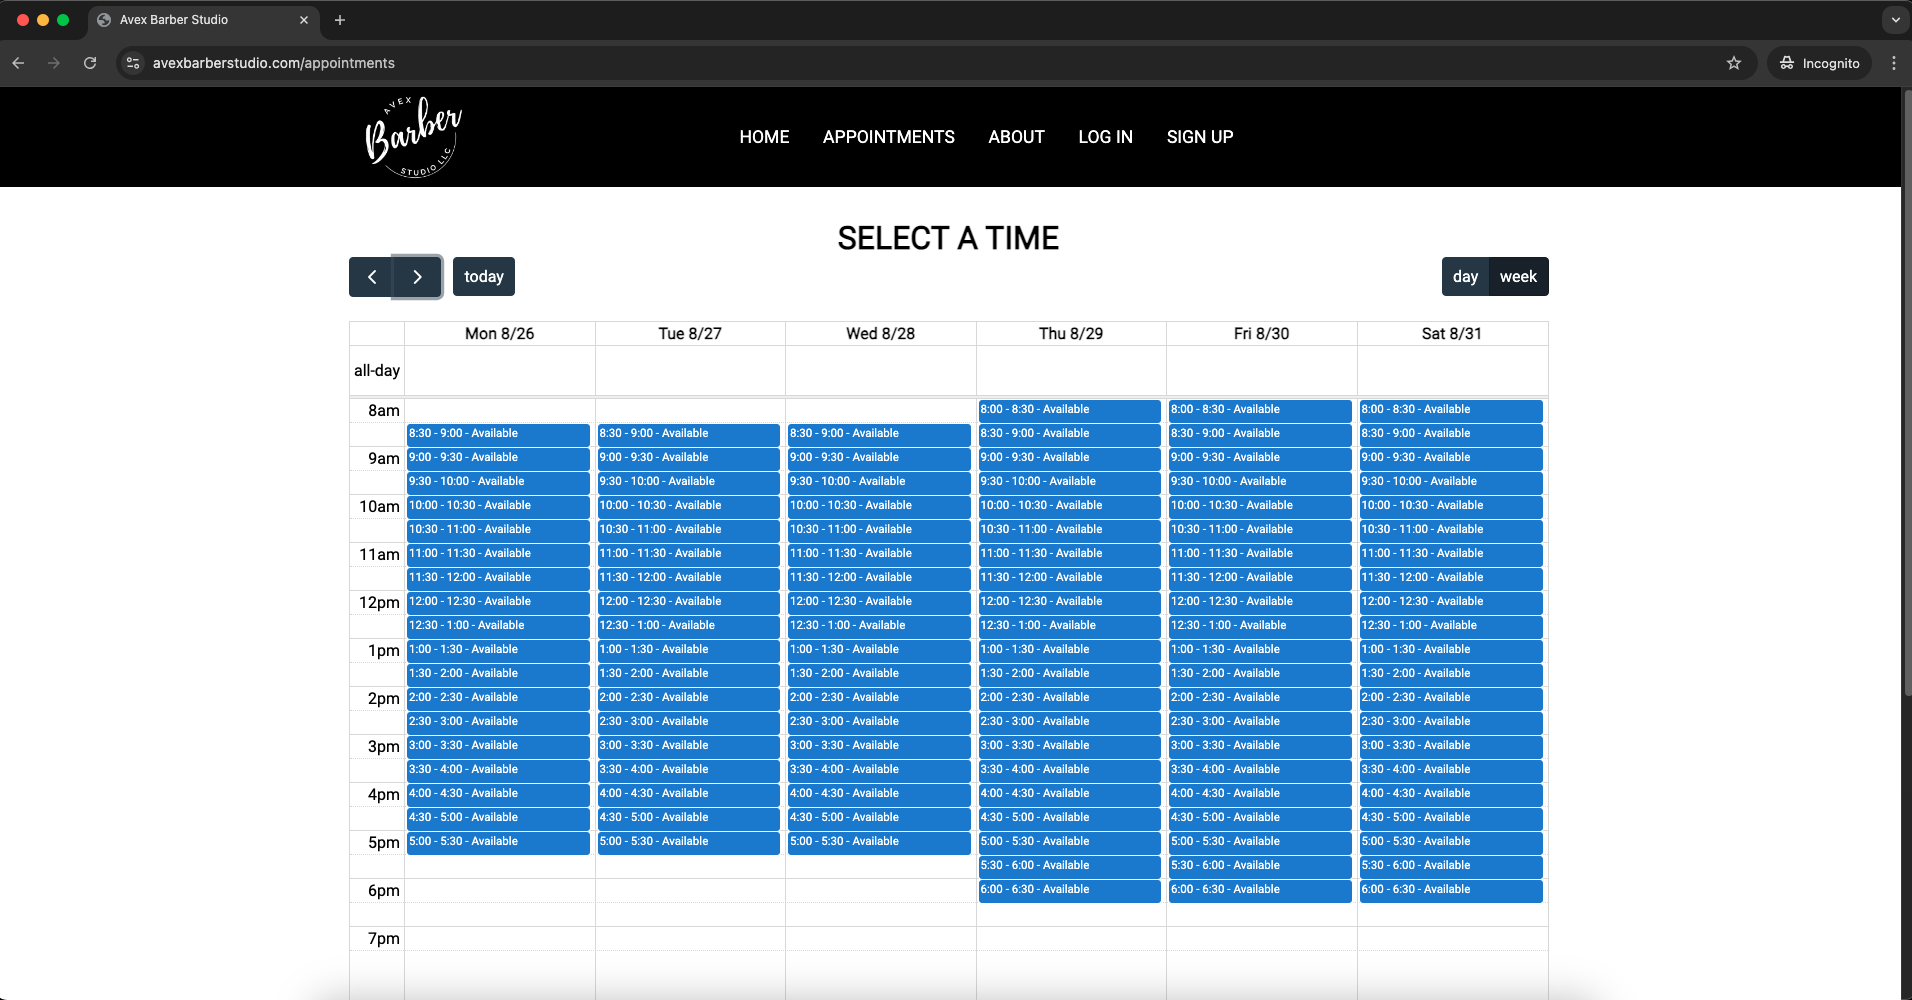 Avex Barber Studio
avexbarberstudio.com/appointments
Incognito
AVEX
Barber
STUDIO LLC
HOME APPOINTMENTS ABOUT LOG IN SIGN UP
SELECT A TIME
today
day week
Mon 8/26 Tue 8/27 Wed 8/28 Thu 8/29 Fri 8/30 Sat 8/31
all-day
8am 8:00 - 8:30 - Available 8:00 - 8:30 - Available 8:00 - 8:30 - Available
8:30 - 9:00 - Available 8:30 - 9:00 - Available 8:30 - 9:00 - Available 8:30 - 9:00 - Available 8:30 - 9:00 - Available 8:30 - 9:00 - Available
9am 9:00 - 9:30 - Available 9:00 - 9:30 - Available 9:00 - 9:30 - Available 9:00 - 9:30 - Available 9:00 - 9:30 - Available 9:00 - 9:30 - Available
9:30 - 10:00 - Available 9:30 - 10:00 - Available 9:30 - 10:00 - Available 9:30 - 10:00 - Available 9:30 - 10:00 - Available 9:30 - 10:00 - Available
10am 10:00 - 10:30 - Available 10:00 - 10:30 - Available 10:00 - 10:30 - Available 10:00 - 10:30 - Available 10:00 - 10:30 - Available 10:00 - 10:30 - Available
10:30 - 11:00 - Available 10:30 - 11:00 - Available 10:30 - 11:00 - Available 10:30 - 11:00 - Available 10:30 - 11:00 - Available 10:30 - 11:00 - Available
11am 11:00 - 11:30 - Available 11:00 - 11:30 - Available 11:00 - 11:30 - Available 11:00 - 11:30 - Available 11:00 - 11:30 - Available 11:00 - 11:30 - Available
11:30 - 12:00 - Available 11:30 - 12:00 - Available 11:30 - 12:00 - Available 11:30 - 12:00 - Available 11:30 - 12:00 - Available 11:30 - 12:00 - Available
12pm 12:00 - 12:30 - Available 12:00 - 12:30 - Available 12:00 - 12:30 - Available 12:00 - 12:30 - Available 12:00 - 12:30 - Available 12:00 - 12:30 - Available
12:30 - 1:00 - Available 12:30 - 1:00 - Available 12:30 - 1:00 - Available 12:30 - 1:00 - Available 12:30 - 1:00 - Available 12:30 - 1:00 - Available
1pm 1:00 - 1:30 - Available 1:00 - 1:30 - Available 1:00 - 1:30 - Available 1:00 - 1:30 - Available 1:00 - 1:30 - Available 1:00 - 1:30 - Available
1:30 - 2:00 - Available 1:30 - 2:00 - Available 1:30 - 2:00 - Available 1:30 - 2:00 - Available 1:30 - 2:00 - Available 1:30 - 2:00 - Available
2pm 2:00 - 2:30 - Available 2:00 - 2:30 - Available 2:00 - 2:30 - Available 2:00 - 2:30 - Available 2:00 - 2:30 - Available 2:00 - 2:30 - Available
2:30 - 3:00 - Available 2:30 - 3:00 - Available 2:30 - 3:00 - Available 2:30 - 3:00 - Available 2:30 - 3:00 - Available 2:30 - 3:00 - Available
3pm 3:00 - 3:30 - Available 3:00 - 3:30 - Available 3:00 - 3:30 - Available 3:00 - 3:30 - Available 3:00 - 3:30 - Available 3:00 - 3:30 - Available
3:30 - 4:00 - Available 3:30 - 4:00 - Available 3:30 - 4:00 - Available 3:30 - 4:00 - Available 3:30 - 4:00 - Available 3:30 - 4:00 - Available
4pm 4:00 - 4:30 - Available 4:00 - 4:30 - Available 4:00 - 4:30 - Available 4:00 - 4:30 - Available 4:00 - 4:30 - Available 4:00 - 4:30 - Available
4:30 - 5:00 - Available 4:30 - 5:00 - Available 4:30 - 5:00 - Available 4:30 - 5:00 - Available 4:30 - 5:00 - Available 4:30 - 5:00 - Available
5pm 5:00 - 5:30 - Available 5:00 - 5:30 - Available 5:00 - 5:30 - Available 5:00 - 5:30 - Available 5:00 - 5:30 - Available 5:00 - 5:30 - Available
5:30 - 6:00 - Available 5:30 - 6:00 - Available 5:30 - 6:00 - Available
6pm 6:00 - 6:30 - Available 6:00 - 6:30 - Available 6:00 - 6:30 - Available
7pm